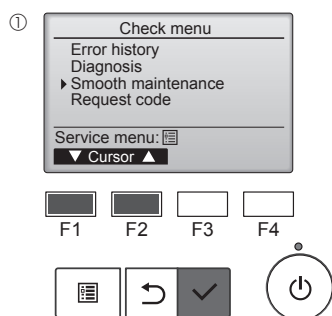 ①
Check menu
Error history
Diagnosis
Smooth maintenance
Request code
Service menu:
▼ Cursor ▲
F1 F2 F3 F4